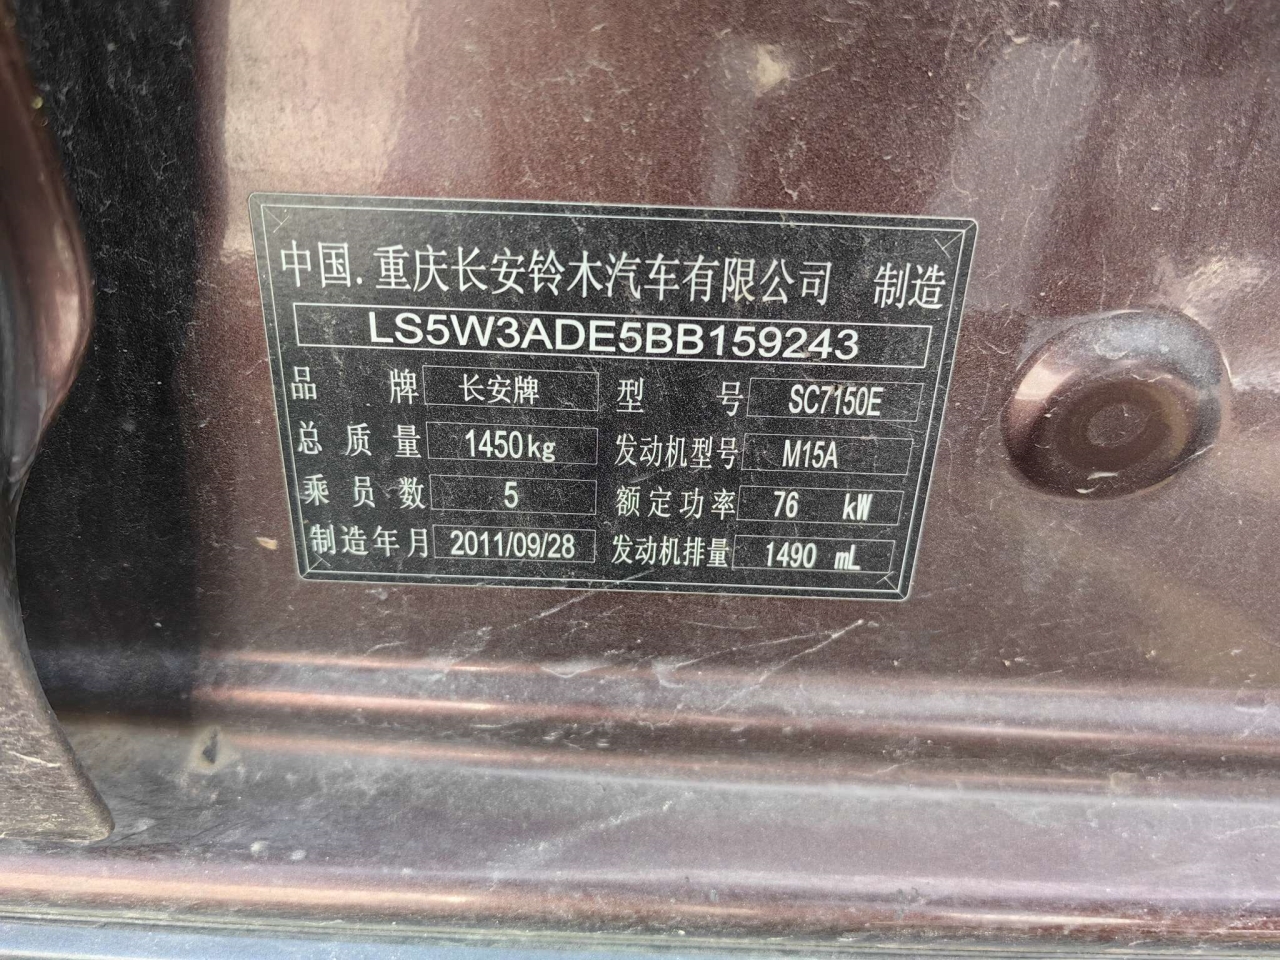 中国.重庆长安铃木汽车有限公司 制造
LS5W3ADE5BB159243
品牌 长安牌 型号 SC7150E
总质量 1450kg 发动机型号 M15A
乘员数 5 额定功率 76 kW
制造年月 2011/09/28 发动机排量 1490 mL